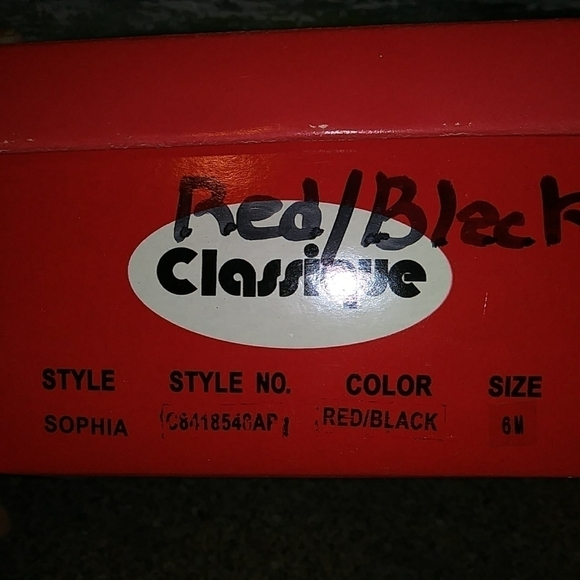 Red/Black
Classique
STYLE STYLE NO. COLOR SIZE
SOPHIA RED/BLACK 6M